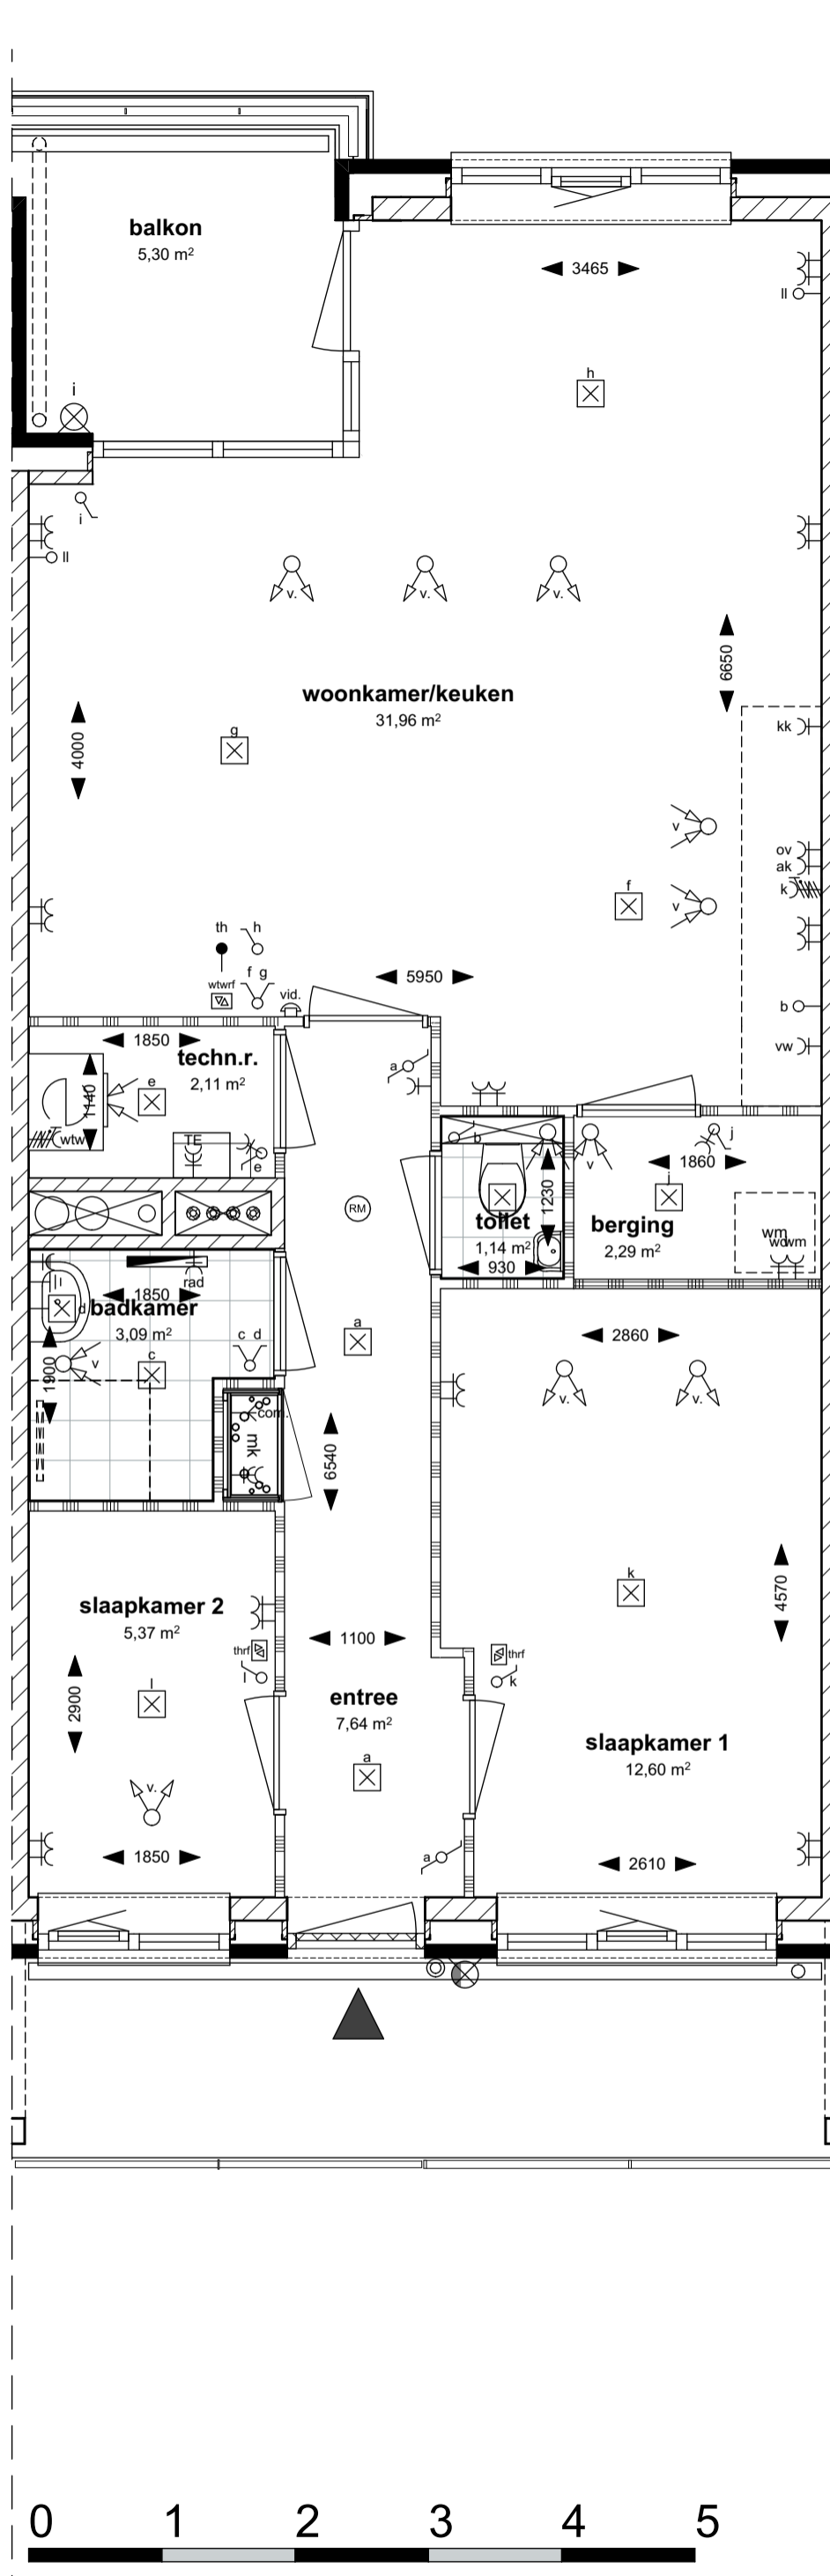 balkon
5,30 m²
3465
ll
h
i
i
ll
v.
v.
v.
6650
woonkamer/keuken
31,96 m²
kk
g
4000
v
ov
ak
k
f
v
th
h
f g
wtwrf
vid.
5950
b
vw
1850
techn.r.
2,11 m²
e
1140
a
wtw
TE
e
b
v
j
1860
1230
j
RM
toilet
1,14 m²
930
berging
2,29 m²
wm
wdwm
rad
1850
badkamer
3,09 m²
d
c
v
1900
c d
a
2860
com.
mk
6540
v.
v.
k
4570
slaapkamer 2
5,37 m²
thrf
l
1100
thrf
k
2900
l
entree
7,64 m²
slaapkamer 1
12,60 m²
a
v.
1850
a
2610
0 1 2 3 4 5